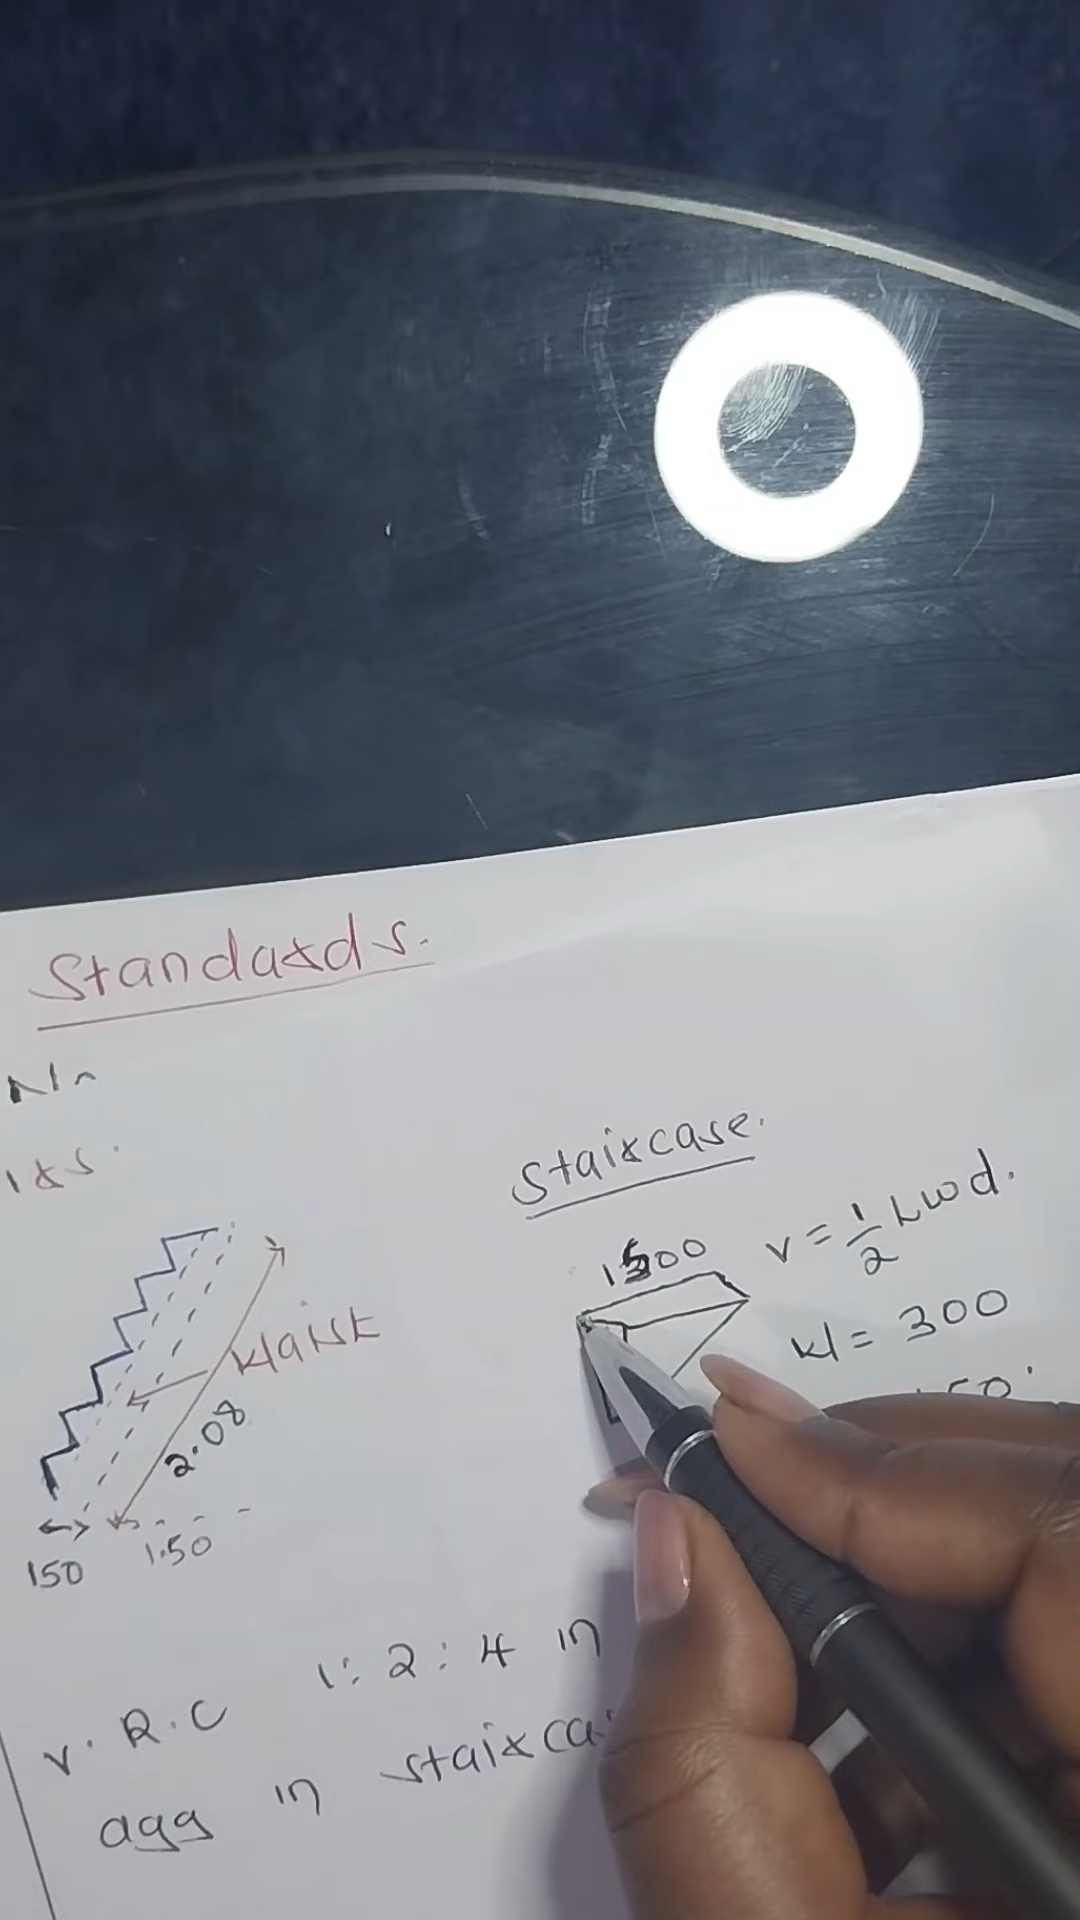 Standards.
Staircase.
1500
v = 1/2 Lwd.
W = 300
150
Waist
2.08
1.50
V. R.C 1:2:4 in
agg in stairca